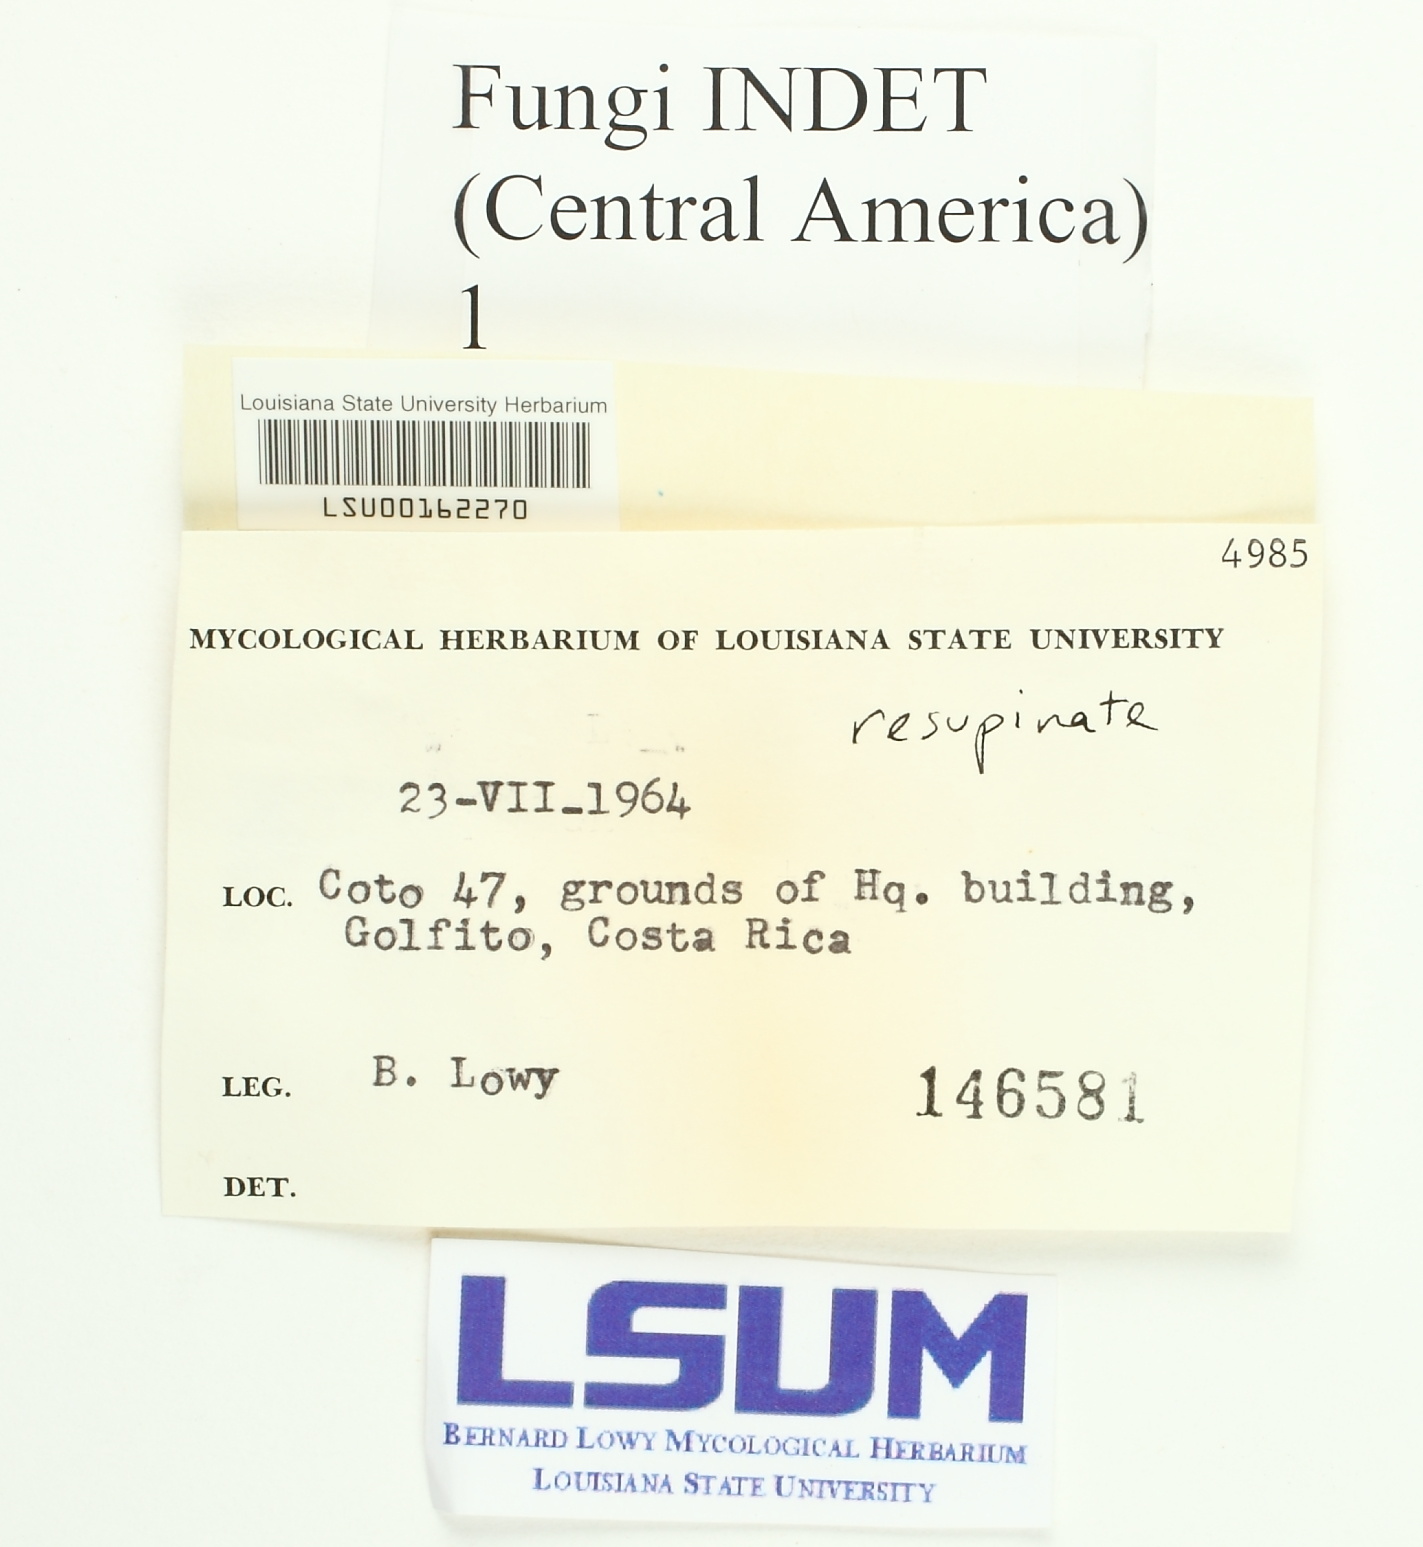 Fungi INDET
(Central America)
1
Louisiana State University Herbarium
LSU00162270
4985
MYCOLOGICAL HERBARIUM OF LOUISIANA STATE UNIVERSITY
resupinate
23-VII-1964
LOC. Coto 47, grounds of Hq. building,
Golfito, Costa Rica
LEG. B. Lowy
146581
DET.
LSUM
BERNARD LOWY MYCOLOGICAL HERBARIUM
LOUISIANA STATE UNIVERSITY